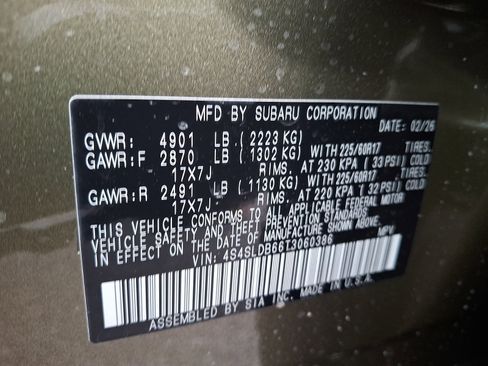 MFD BY SUBARU CORPORATION DATE: 02/26
GVWR: 4901 LB (2223 KG)
GAWR:F 2870 LB (1302 KG) WITH 225/60R17 TIRES.
17X7J RIMS. AT 230 KPA (33 PSI)
GAWR:R 2491 LB (1130 KG) WITH 225/60R17 TIRES.
17X7J RIMS. AT 220 KPA (32 PSI)
THIS VEHICLE CONFORMS TO ALL APPLICABLE FEDERAL MOTOR
VEHICLE SAFETY AND THEFT PREVENTION STANDARDS
IN EFFECT ON THE DATE OF MANUFACTURE SHOWN ABOVE.
VIN: 4S4SLDB66T3060386 MPV
ASSEMBLED BY SIA INC. MADE IN U.S.A.